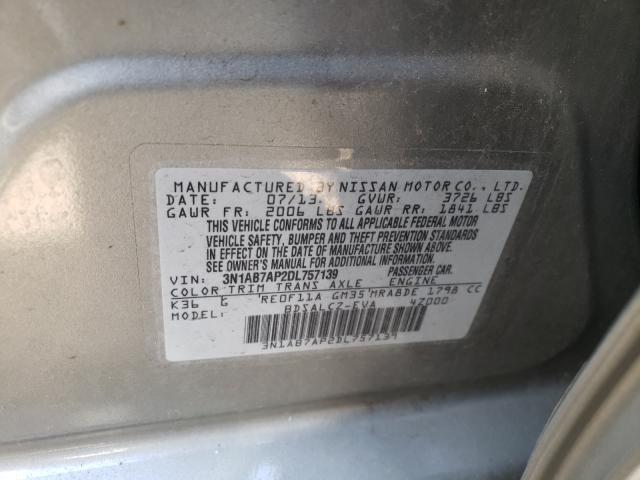 MANUFACTURED BY NISSAN MOTOR CO., LTD.
DATE: 07/13 GVWR: 3726 LBS
GAWR FR: 2006 LBS GAWR RR: 1841 LBS
THIS VEHICLE CONFORMS TO ALL APPLICABLE FEDERAL MOTOR
VEHICLE SAFETY, BUMPER AND THEFT PREVENTION STANDARDS
IN EFFECT ON THE DATE OF MANUFACTURE SHOWN ABOVE.
SEE OWNER'S MANUAL FOR ADDITIONAL INFORMATION.
VIN: 3N1AB7AP2DL757139 PASSENGER CAR
COLOR TRIM TRANS AXLE ENGINE
K36 G RE0F11A GM35 MRA8DE 1798 CC
MODEL: BDSALCZ-EVA 4Z000
3N1AB7AP2DL757139